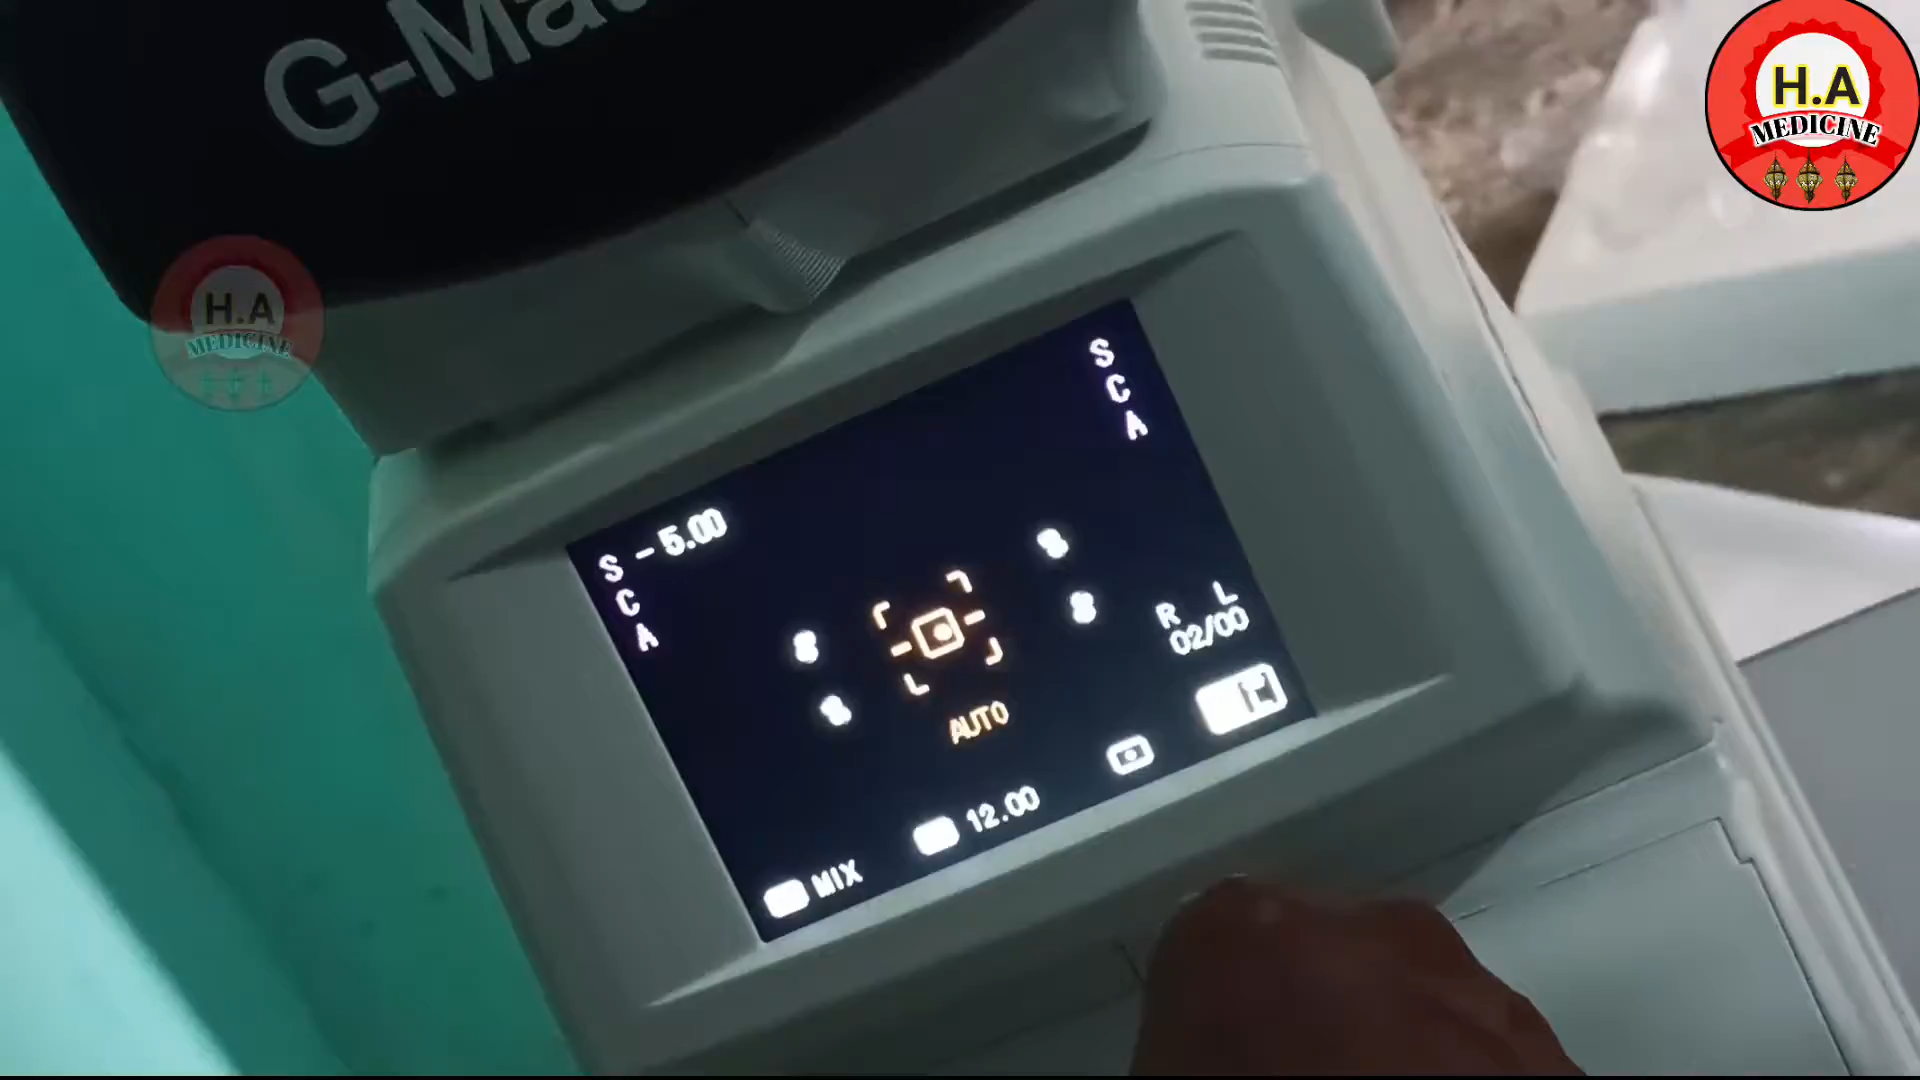 G-Ma
H.A
MEDICINE
H.A
MEDICINE
S
C
A
S - 5.00
C
A
R L
02/00
AUTO
12.00
MIX